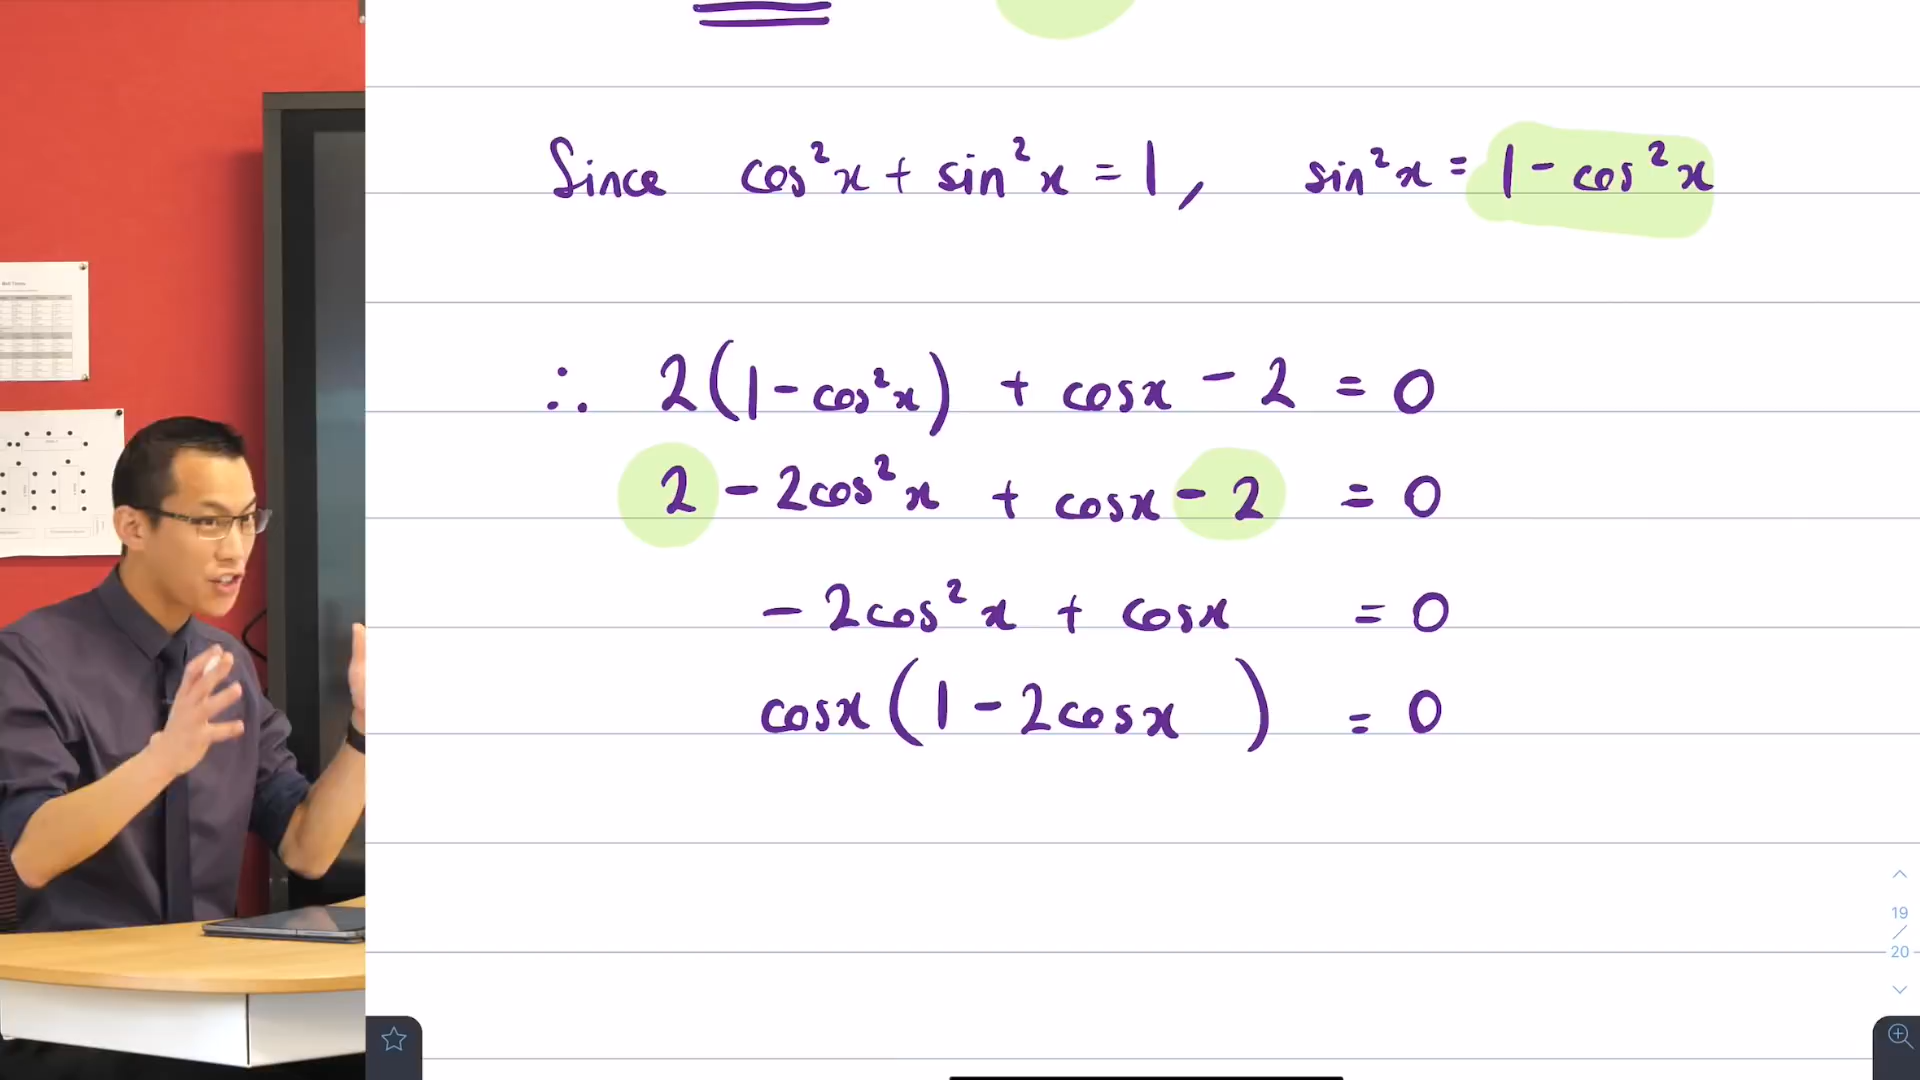 Since cos²x + sin²x = 1, sin²x = 1 - cos²x
∴ 2(1 - cos²x) + cosx - 2 = 0
2 - 2cos²x + cosx - 2 = 0
- 2cos²x + cosx = 0
cosx(1 - 2cosx) = 0
19
/
20